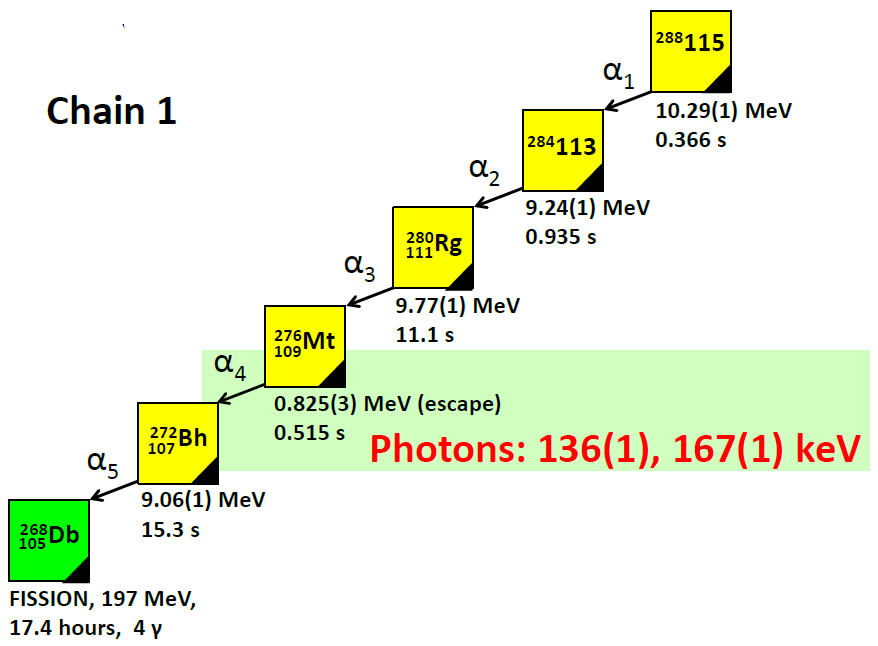 Chain 1
²⁸⁸115
α₁
10.29(1) MeV
0.366 s
²⁸⁴113
α₂
9.24(1) MeV
0.935 s
²⁸⁰₁₁₁Rg
α₃
9.77(1) MeV
11.1 s
²⁷⁶₁₀₉Mt
α₄
0.825(3) MeV (escape)
0.515 s
Photons: 136(1), 167(1) keV
²⁷²₁₀₇Bh
α₅
9.06(1) MeV
15.3 s
²⁶⁸₁₀₅Db
FISSION, 197 MeV,
17.4 hours, 4 γ